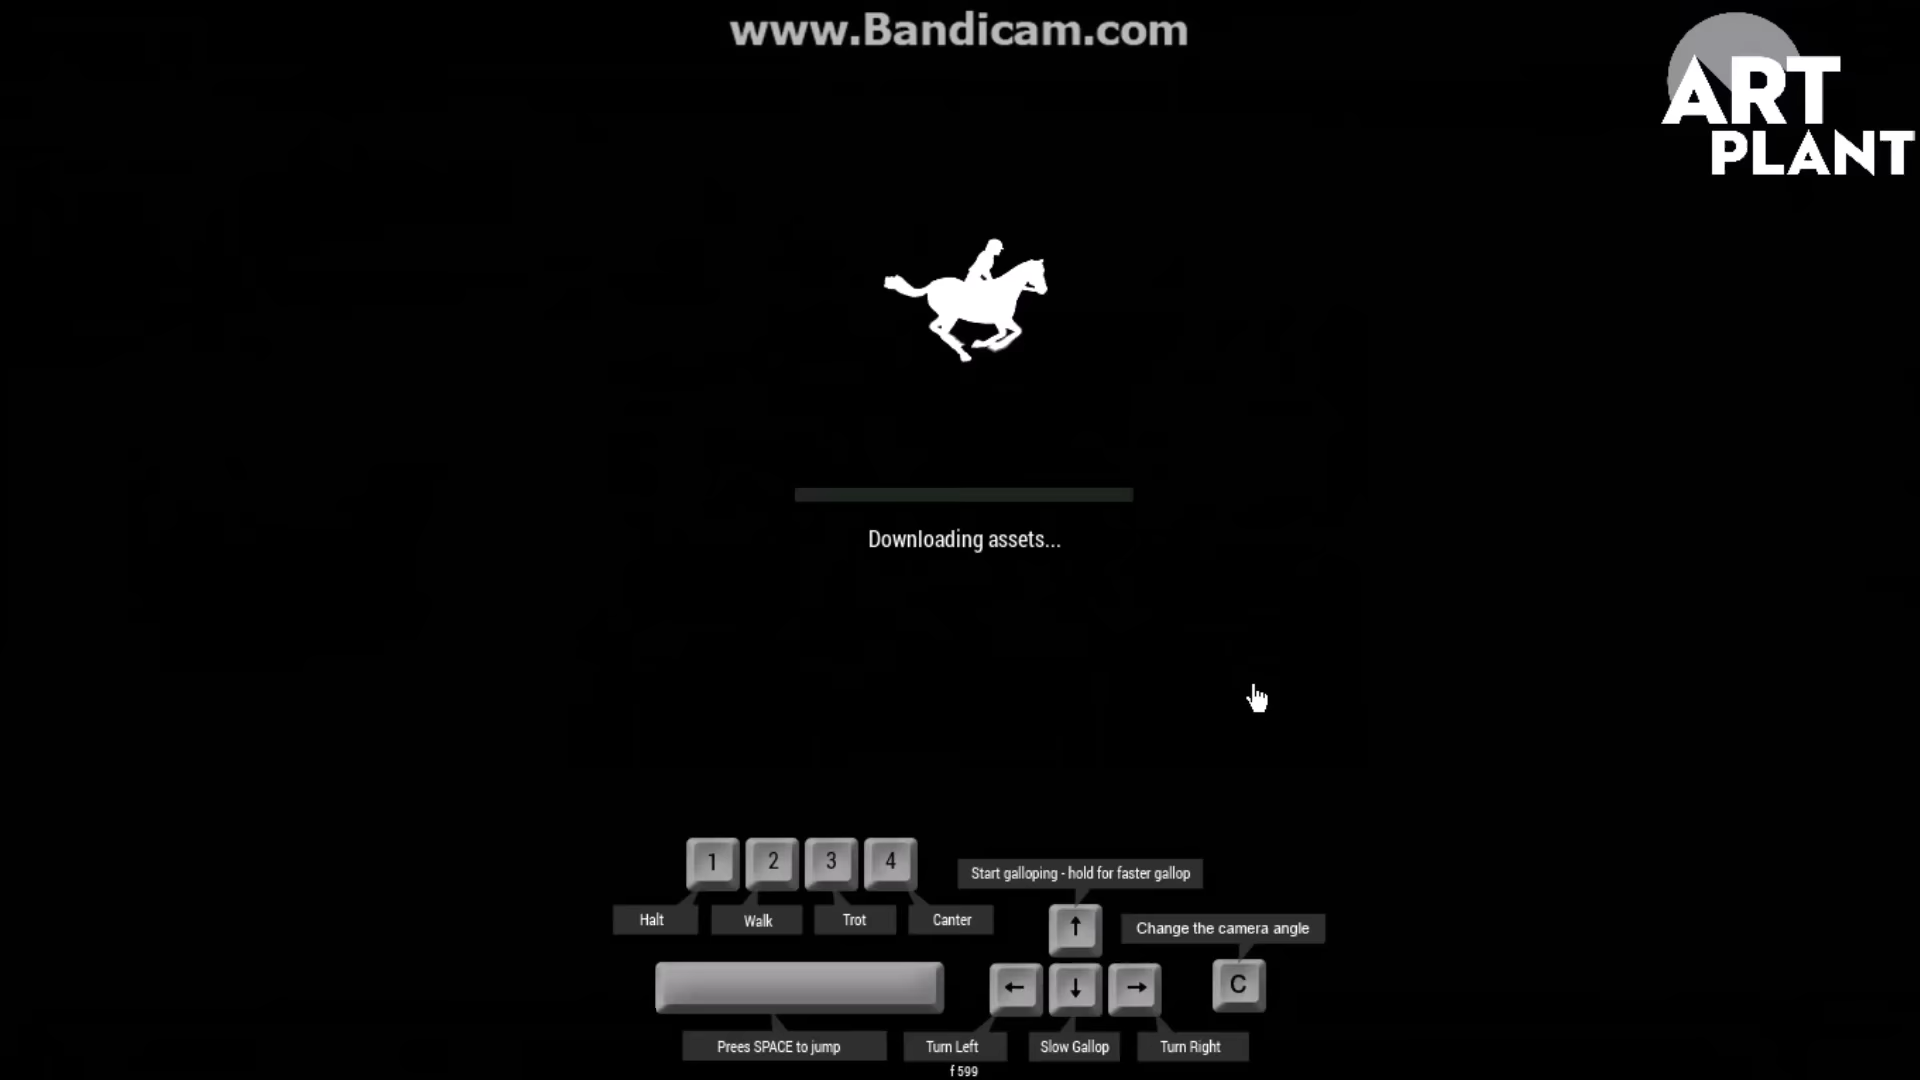 www.Bandicam.com
ART
PLANT
Downloading assets...
1 2 3 4
Start galloping - hold for faster gallop
Halt Walk Trot Canter
↑
Change the camera angle
← ↓ →
C
Prees SPACE to jump
Turn Left Slow Gallop Turn Right
f 599